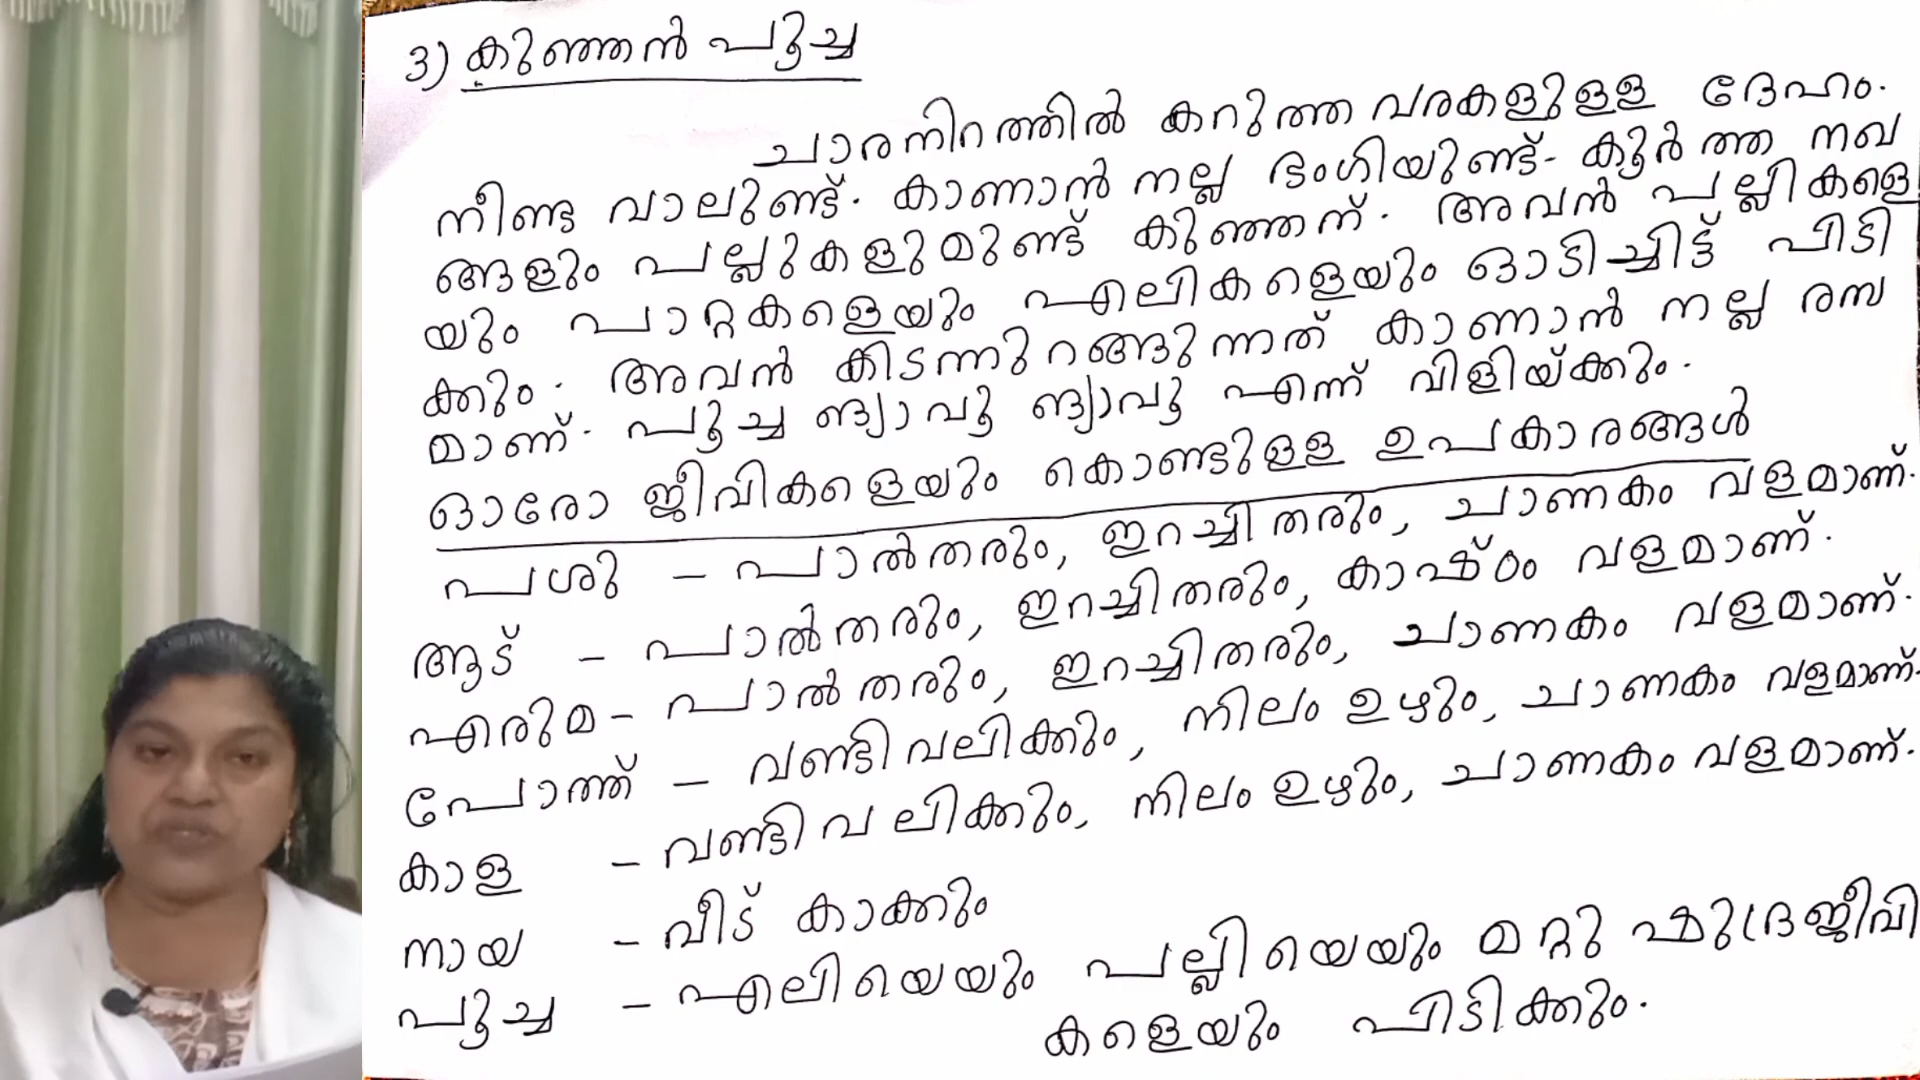 3) കുഞ്ഞൻ പൂച്ച
ചാരനിറത്തിൽ കറുത്ത വരകളുള്ള ദേഹം.
നീണ്ട വാലുണ്ട്. കാണാൻ നല്ല ഭംഗിയുണ്ട്. കൂർത്ത നഖ
ങ്ങളും പല്ലുകളുമുണ്ട് കുഞ്ഞന്. അവൻ പല്ലികളെ
യും പാറ്റകളെയും എലികളെയും ഓടിച്ചിട്ട് പിടി
ക്കും. അവൻ കിടന്നുറങ്ങുന്നത് കാണാൻ നല്ല രസ
മാണ്. പൂച്ച ങ്യാവൂ ങ്യാവൂ എന്ന് വിളിയ്ക്കും.
ഓരോ ജീവികളെയും കൊണ്ടുള്ള ഉപകാരങ്ങൾ
പശു - പാൽതരും, ഇറച്ചി തരും, ചാണകം വളമാണ്.
ആട് - പാൽതരും, ഇറച്ചിതരും, കാഷ്ഠം വളമാണ്.
എരുമ - പാൽതരും, ഇറച്ചിതരും, ചാണകം വളമാണ്.
പോത്ത് - വണ്ടി വലിക്കും, നിലം ഉഴും, ചാണകം വളമാണ്.
കാള - വണ്ടി വലിക്കും, നിലം ഉഴും, ചാണകം വളമാണ്.
നായ - വീട് കാക്കും
പൂച്ച - എലിയെയും പല്ലിയെയും മറ്റു ക്ഷുദ്രജീവി
കളെയും പിടിക്കും.